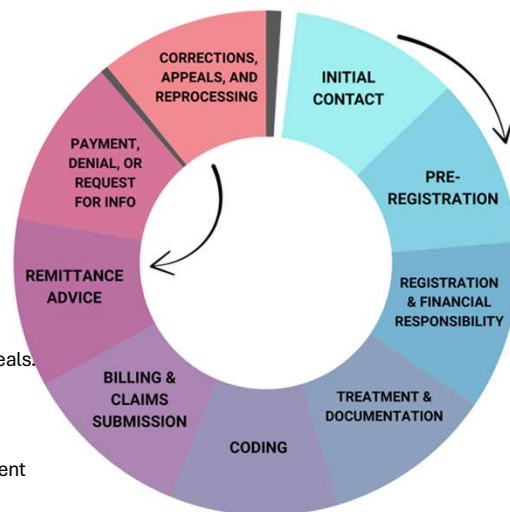 CORRECTIONS,
APPEALS, AND
REPROCESSING
INITIAL
CONTACT
PAYMENT,
DENIAL, OR
REQUEST
FOR INFO
PRE-
REGISTRATION
REMITTANCE
ADVICE
REGISTRATION
& FINANCIAL
RESPONSIBILITY
eals.
BILLING &
CLAIMS
SUBMISSION
TREATMENT &
DOCUMENTATION
CODING
ent